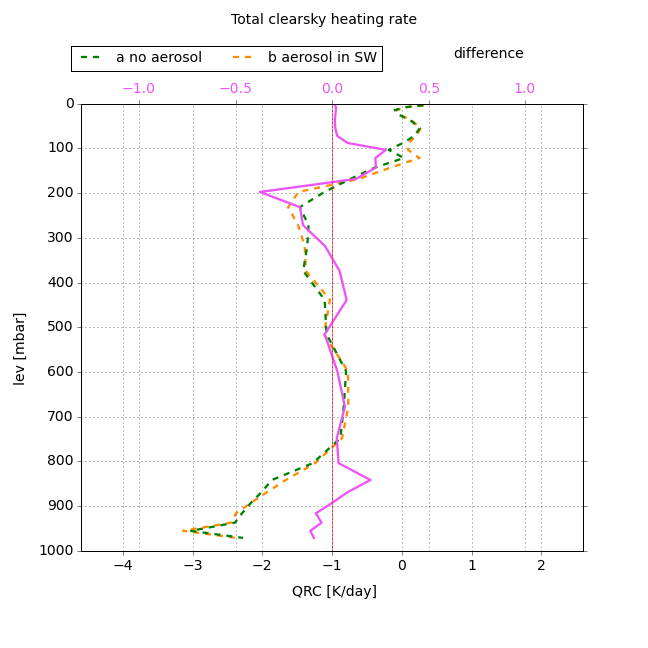 Total clearsky heating rate
a no aerosol
b aerosol in SW
difference
−1.0 −0.5 0.0 0.5 1.0
0
100
200
300
400
500
600
700
800
900
1000
lev [mbar]
−4 −3 −2 −1 0 1 2
QRC [K/day]